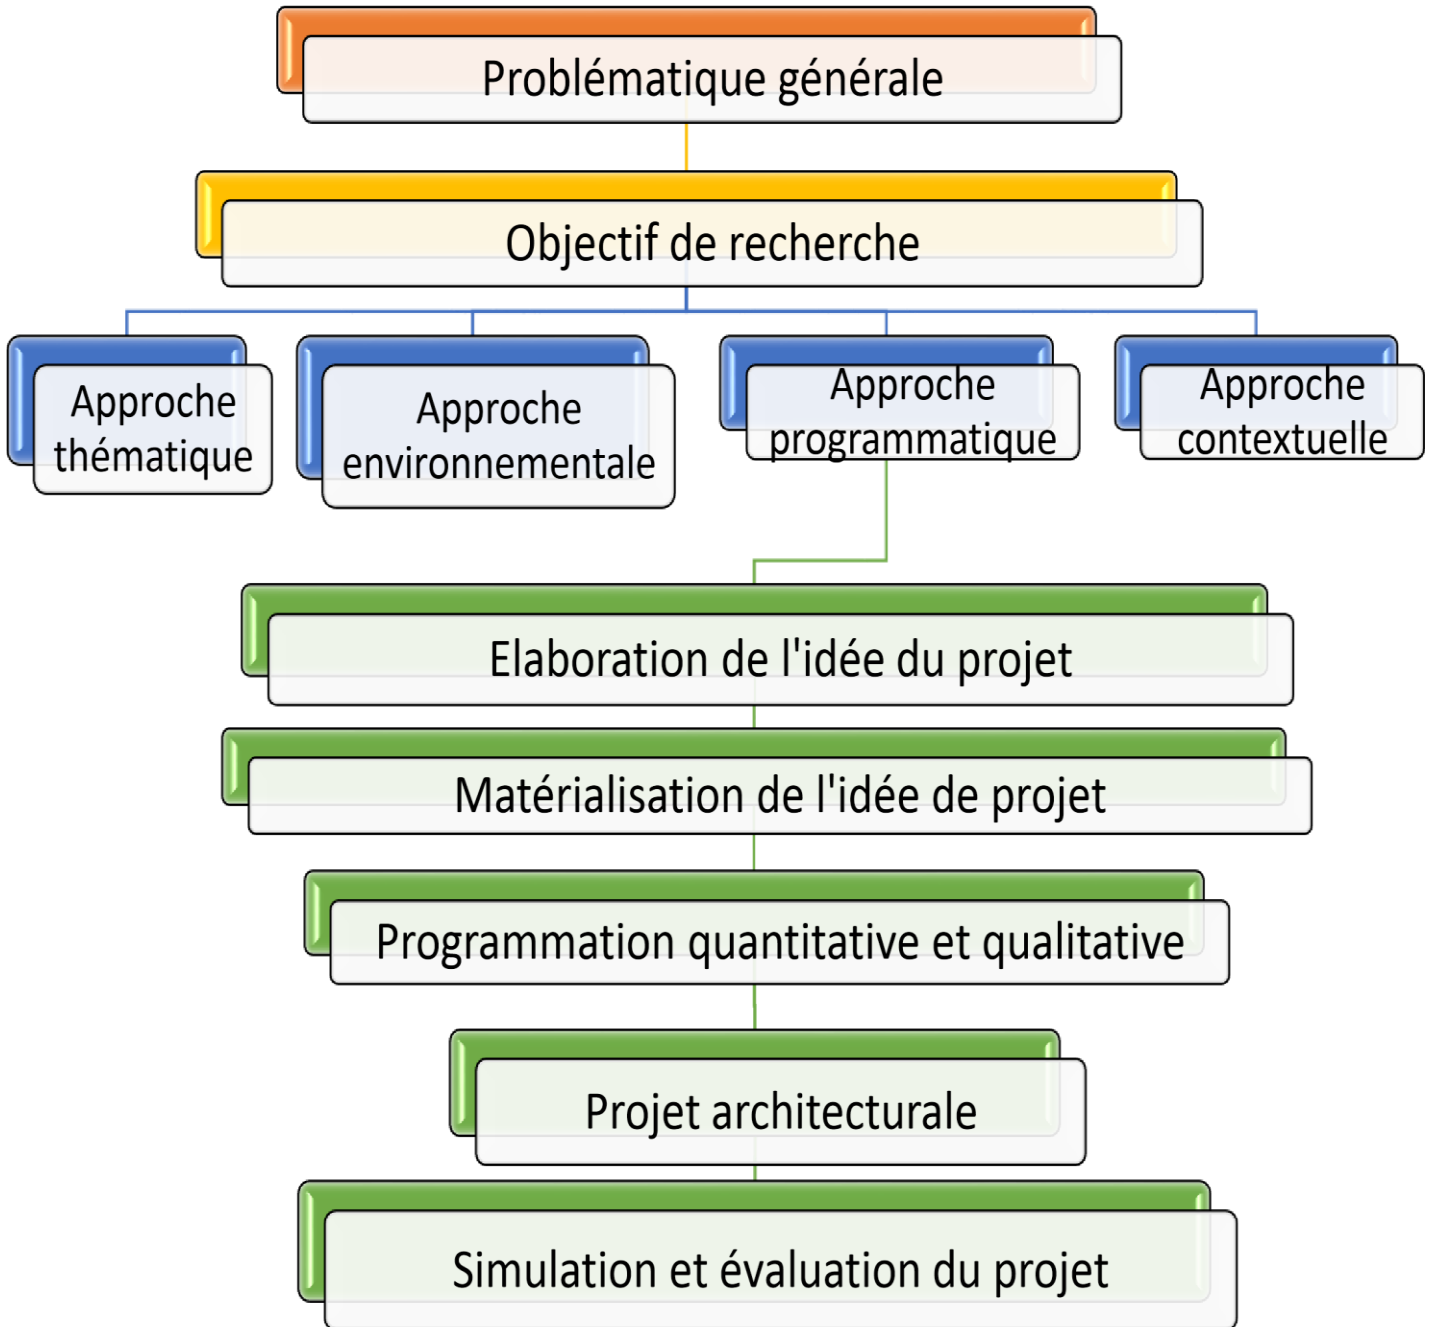 Problématique générale
Objectif de recherche
Approche
thématique
Approche
environnementale
Approche
programmatique
Approche
contextuelle
Elaboration de l'idée du projet
Matérialisation de l'idée de projet
Programmation quantitative et qualitative
Projet architecturale
Simulation et évaluation du projet